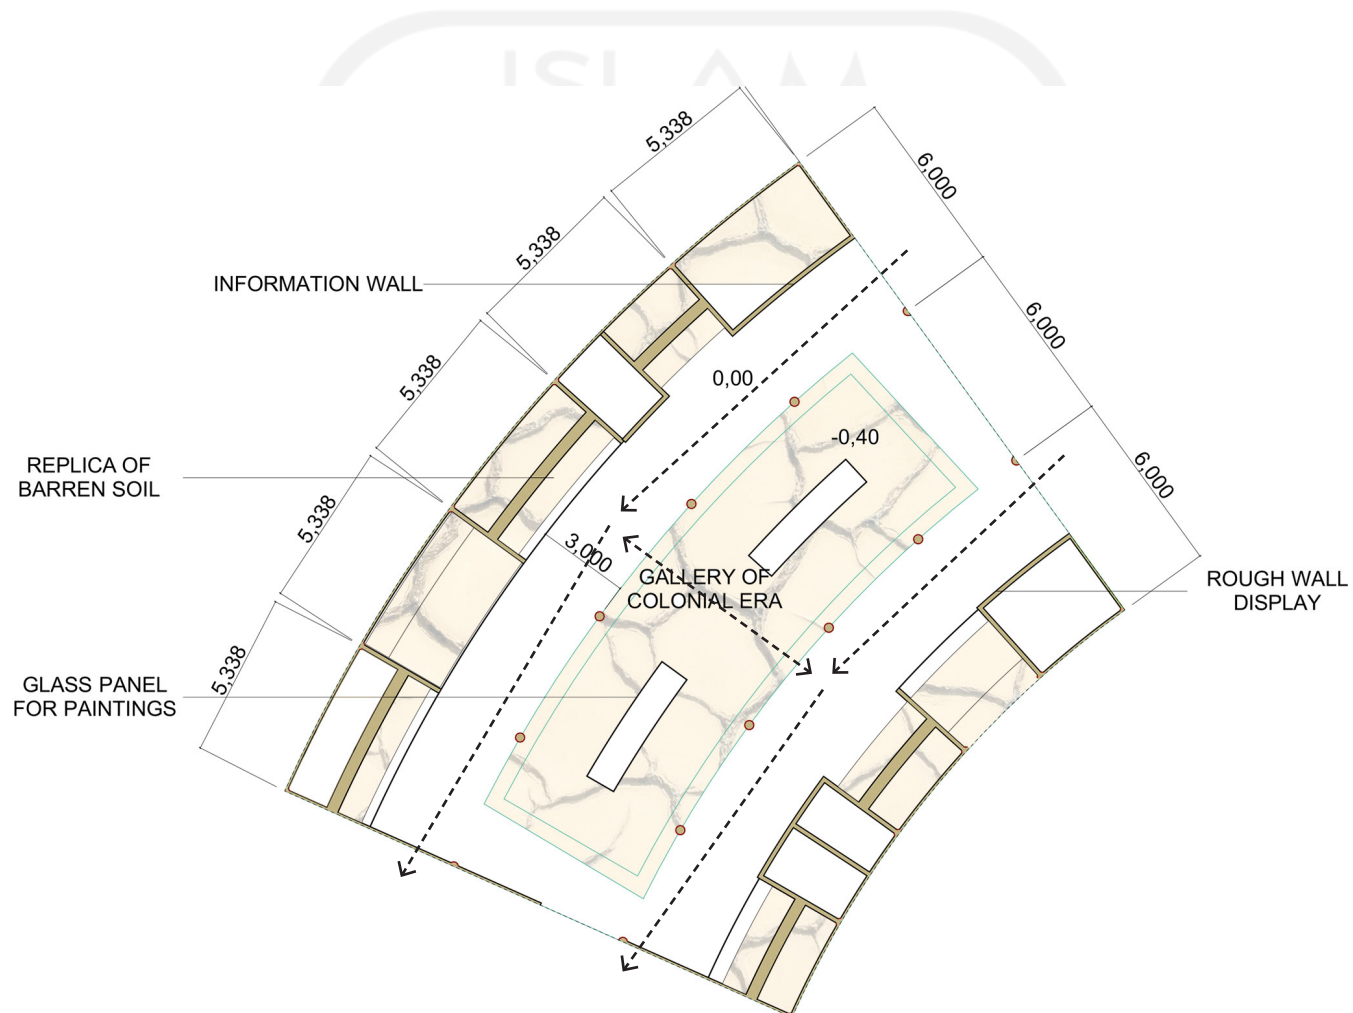 ISLAM
5,338
6,000
5,338
INFORMATION WALL
6,000
5,338
0,00
-0,40
REPLICA OF
BARREN SOIL
6,000
5,338
3,000
GALLERY OF
COLONIAL ERA
ROUGH WALL
DISPLAY
5,338
GLASS PANEL
FOR PAINTINGS